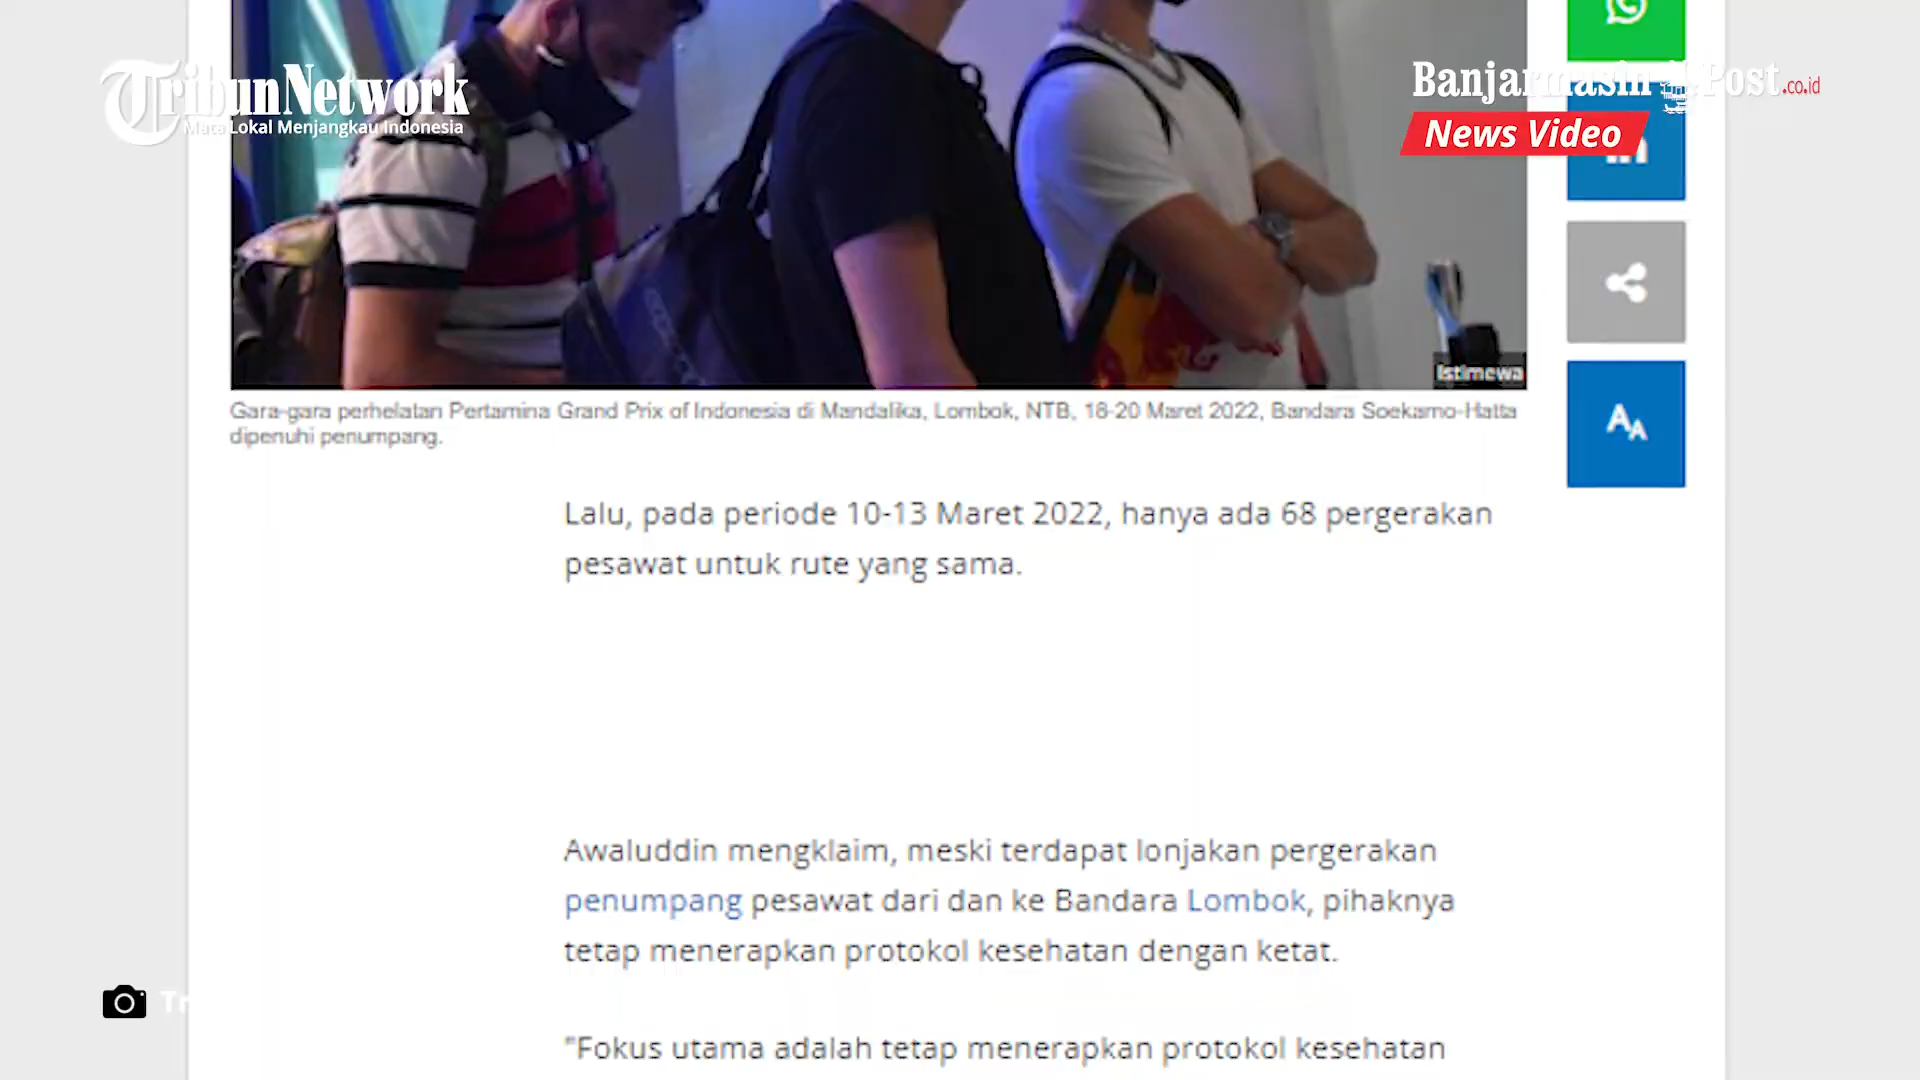 TribunNetwork
Mata Lokal Menjangkau Indonesia
Banjarmasin Post.co.id
News Video
Istimewa
Gara-gara perhelatan Pertamina Grand Prix of Indonesia di Mandalika, Lombok, NTB, 18-20 Maret 2022, Bandara Soekarno-Hatta
dipenuhi penumpang.
AA
Lalu, pada periode 10-13 Maret 2022, hanya ada 68 pergerakan
pesawat untuk rute yang sama.
Awaluddin mengklaim, meski terdapat lonjakan pergerakan
penumpang pesawat dari dan ke Bandara Lombok, pihaknya
tetap menerapkan protokol kesehatan dengan ketat.
"Fokus utama adalah tetap menerapkan protokol kesehatan